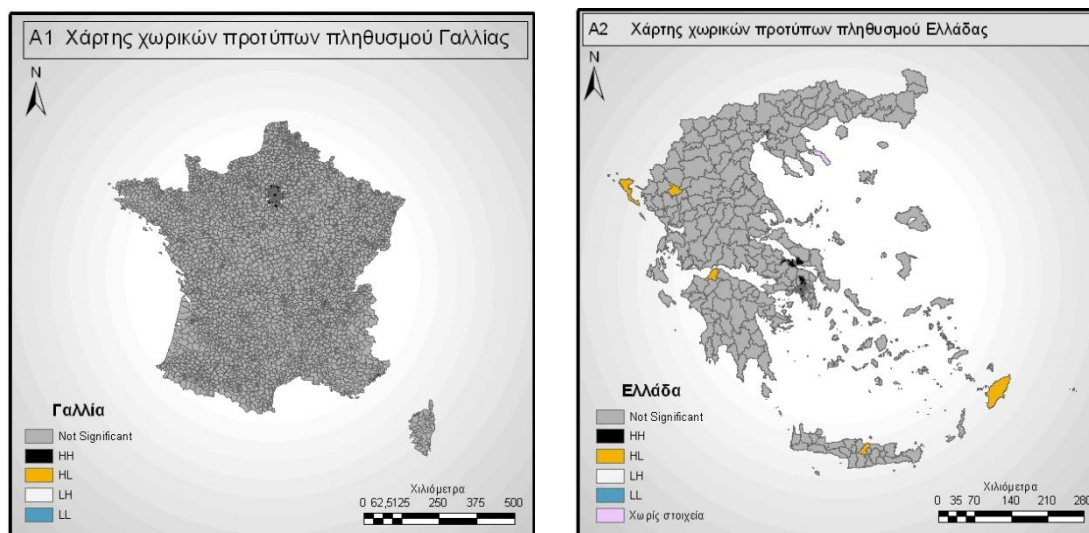 A1 Χάρτης χωρικών προτύπων πληθυσμού Γαλλίας
N
Γαλλία
Not Significant
HH
HL
LH
LL
Χιλιόμετρα
0 62,5125 250 375 500
A2 Χάρτης χωρικών προτύπων πληθυσμού Ελλάδας
N
Ελλάδα
Not Significant
HH
HL
LH
LL
Χωρίς στοιχεία
Χιλιόμετρα
0 35 70 140 210 280